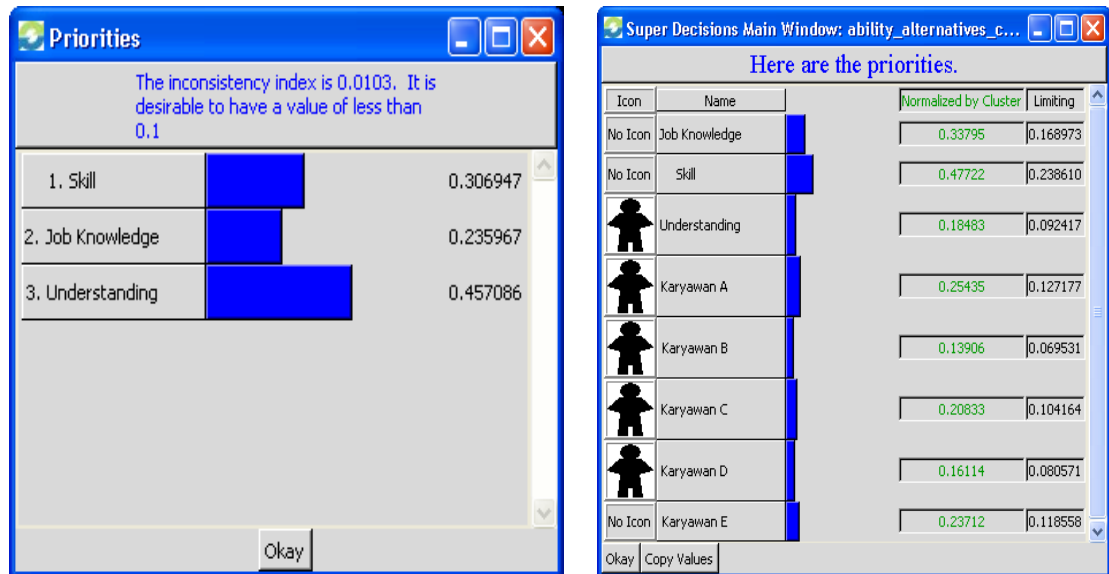 Priorities
The inconsistency index is 0.0103. It is
desirable to have a value of less than
0.1
1. Skill 0.306947
2. Job Knowledge 0.235967
3. Understanding 0.457086
Okay
Super Decisions Main Window: ability_alternatives_c...
Here are the priorities.
Icon Name Normalized by Cluster Limiting
No Icon Job Knowledge 0.33795 0.168973
No Icon Skill 0.47722 0.238610
Understanding 0.18483 0.092417
Karyawan A 0.25435 0.127177
Karyawan B 0.13906 0.069531
Karyawan C 0.20833 0.104164
Karyawan D 0.16114 0.080571
No Icon Karyawan E 0.23712 0.118558
Okay Copy Values